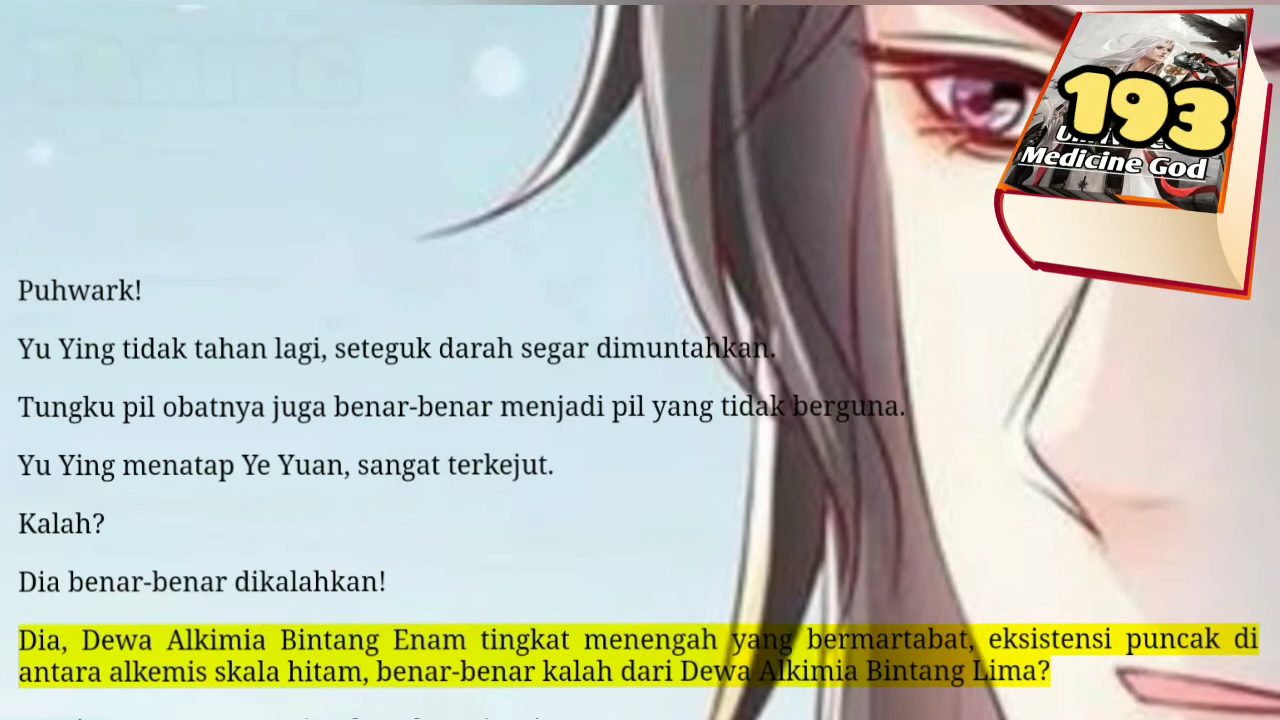 193
Medicine God
Puhwark!
Yu Ying tidak tahan lagi, seteguk darah segar dimuntahkan.
Tungku pil obatnya juga benar-benar menjadi pil yang tidak berguna.
Yu Ying menatap Ye Yuan, sangat terkejut.
Kalah?
Dia benar-benar dikalahkan!
Dia, Dewa Alkimia Bintang Enam tingkat menengah yang bermartabat, eksistensi puncak di
antara alkemis skala hitam, benar-benar kalah dari Dewa Alkimia Bintang Lima?